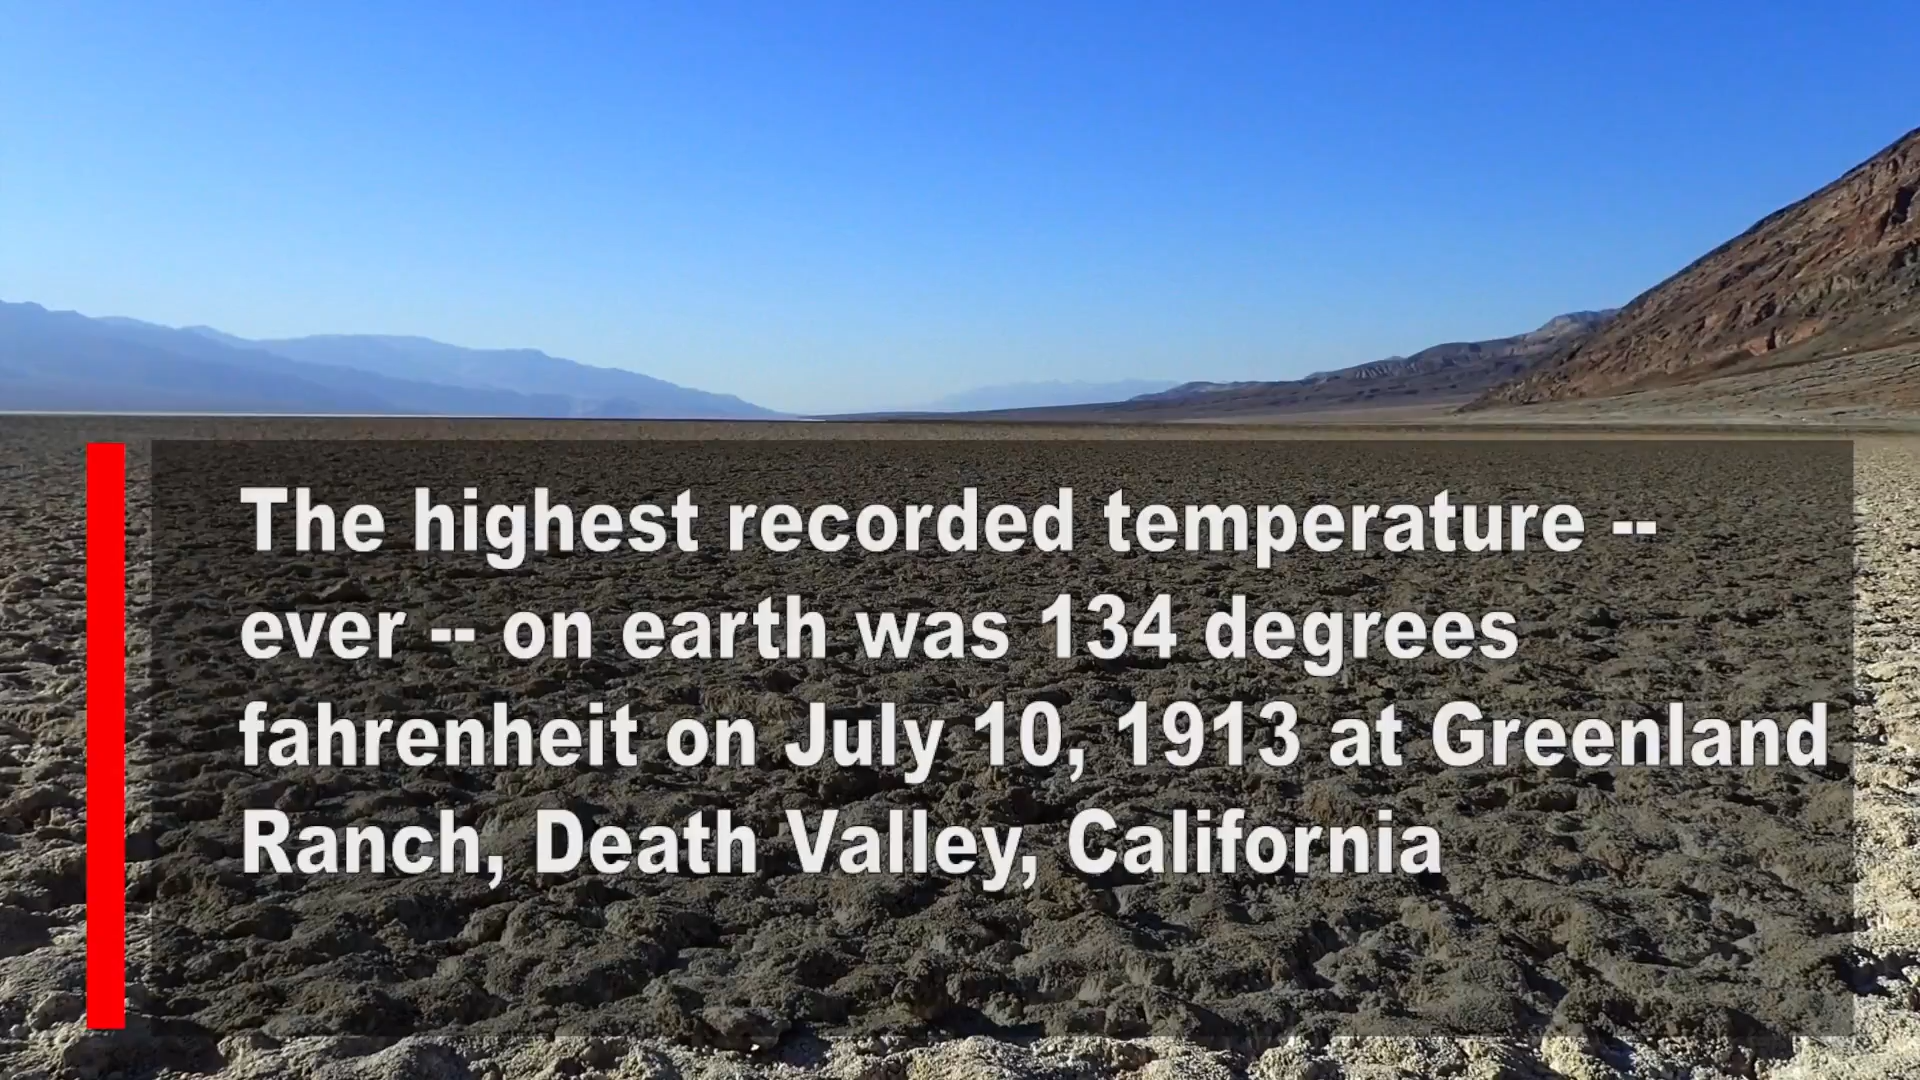 The highest recorded temperature --
ever -- on earth was 134 degrees
fahrenheit on July 10, 1913 at Greenland
Ranch, Death Valley, California